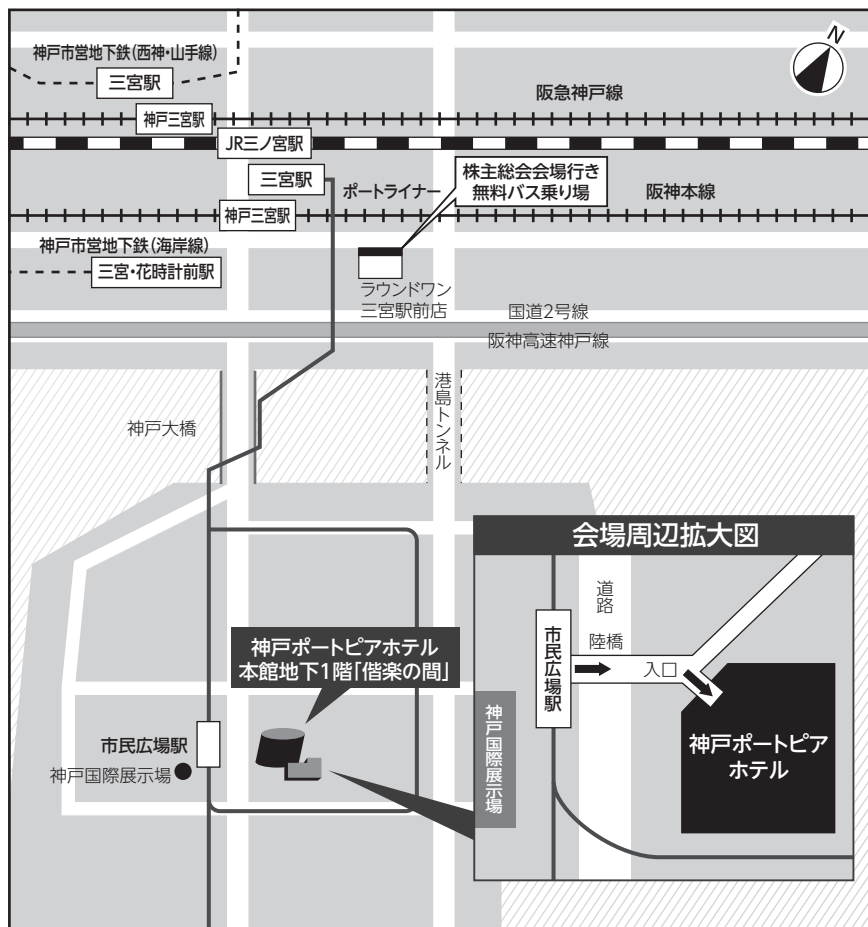 N
神戸市営地下鉄(西神・山手線)
三宮駅
阪急神戸線
神戸三宮駅
JR三ノ宮駅
三宮駅
ポートライナー
株主総会会場行き
無料バス乗り場
阪神本線
神戸三宮駅
神戸市営地下鉄(海岸線)
三宮・花時計前駅
ラウンドワン
三宮駅前店
国道2号線
阪神高速神戸線
神戸大橋
港島トンネル
神戸ポートピアホテル
本館地下1階「偕楽の間」
市民広場駅
神戸国際展示場
会場周辺拡大図
道路
陸橋
市民広場駅
入口
神戸国際展示場
神戸ポートピア
ホテル